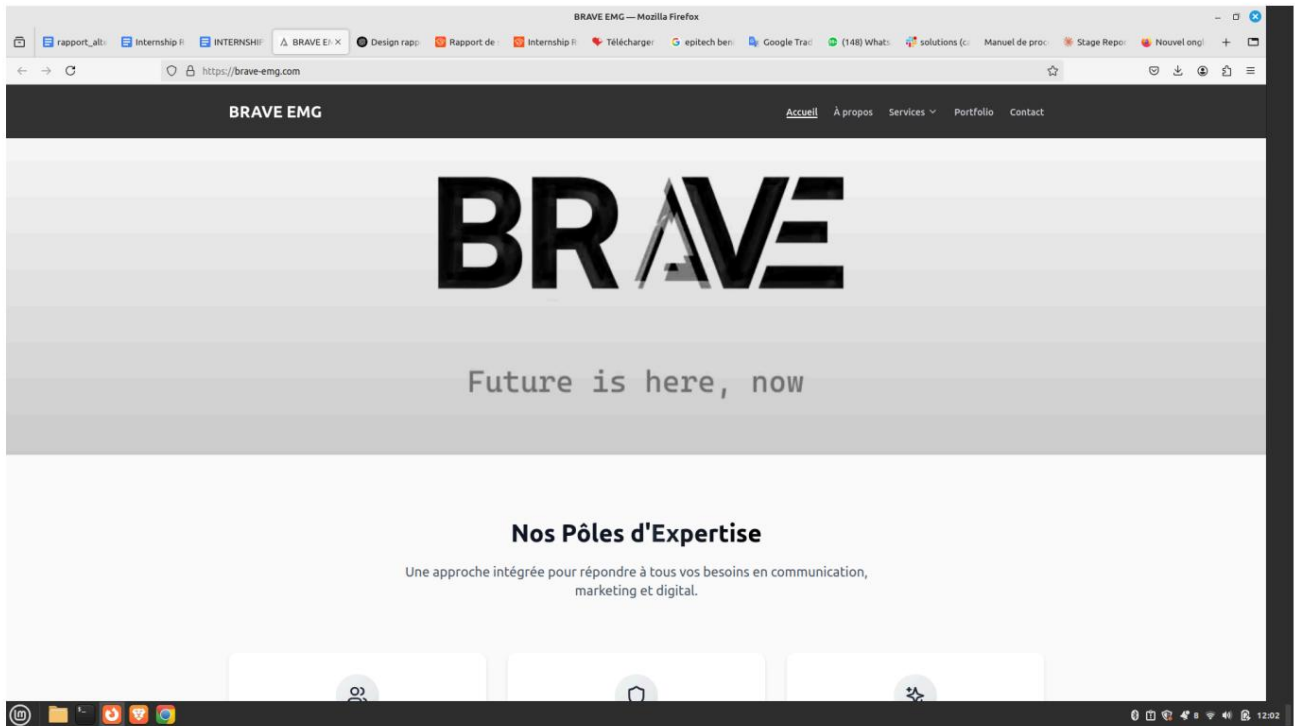 BRAVE EMG — Mozilla Firefox
rapport_alt
Internship R
INTERNSHIP
BRAVE EM
Design rapp
Rapport de
Internship R
Télécharger
epitech ben
Google Trad
(148) Whats
solutions (c
Manuel de proc
Stage Repor
Nouvel ongl
https://brave-emg.com
BRAVE EMG
Accueil À propos Services Portfolio Contact
BRAVE
Future is here, now
Nos Pôles d'Expertise
Une approche intégrée pour répondre à tous vos besoins en communication,
marketing et digital.
12:02